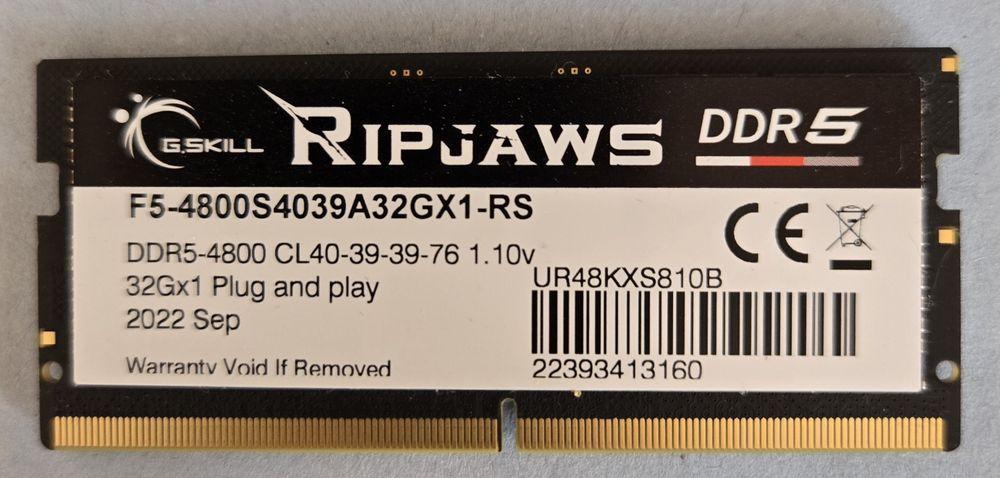 G.SKILL RIPJAWS DDR5
F5-4800S4039A32GX1-RS
DDR5-4800 CL40-39-39-76 1.10v
32Gx1 Plug and play
2022 Sep
Warranty Void If Removed
CE
UR48KXS810B
22393413160